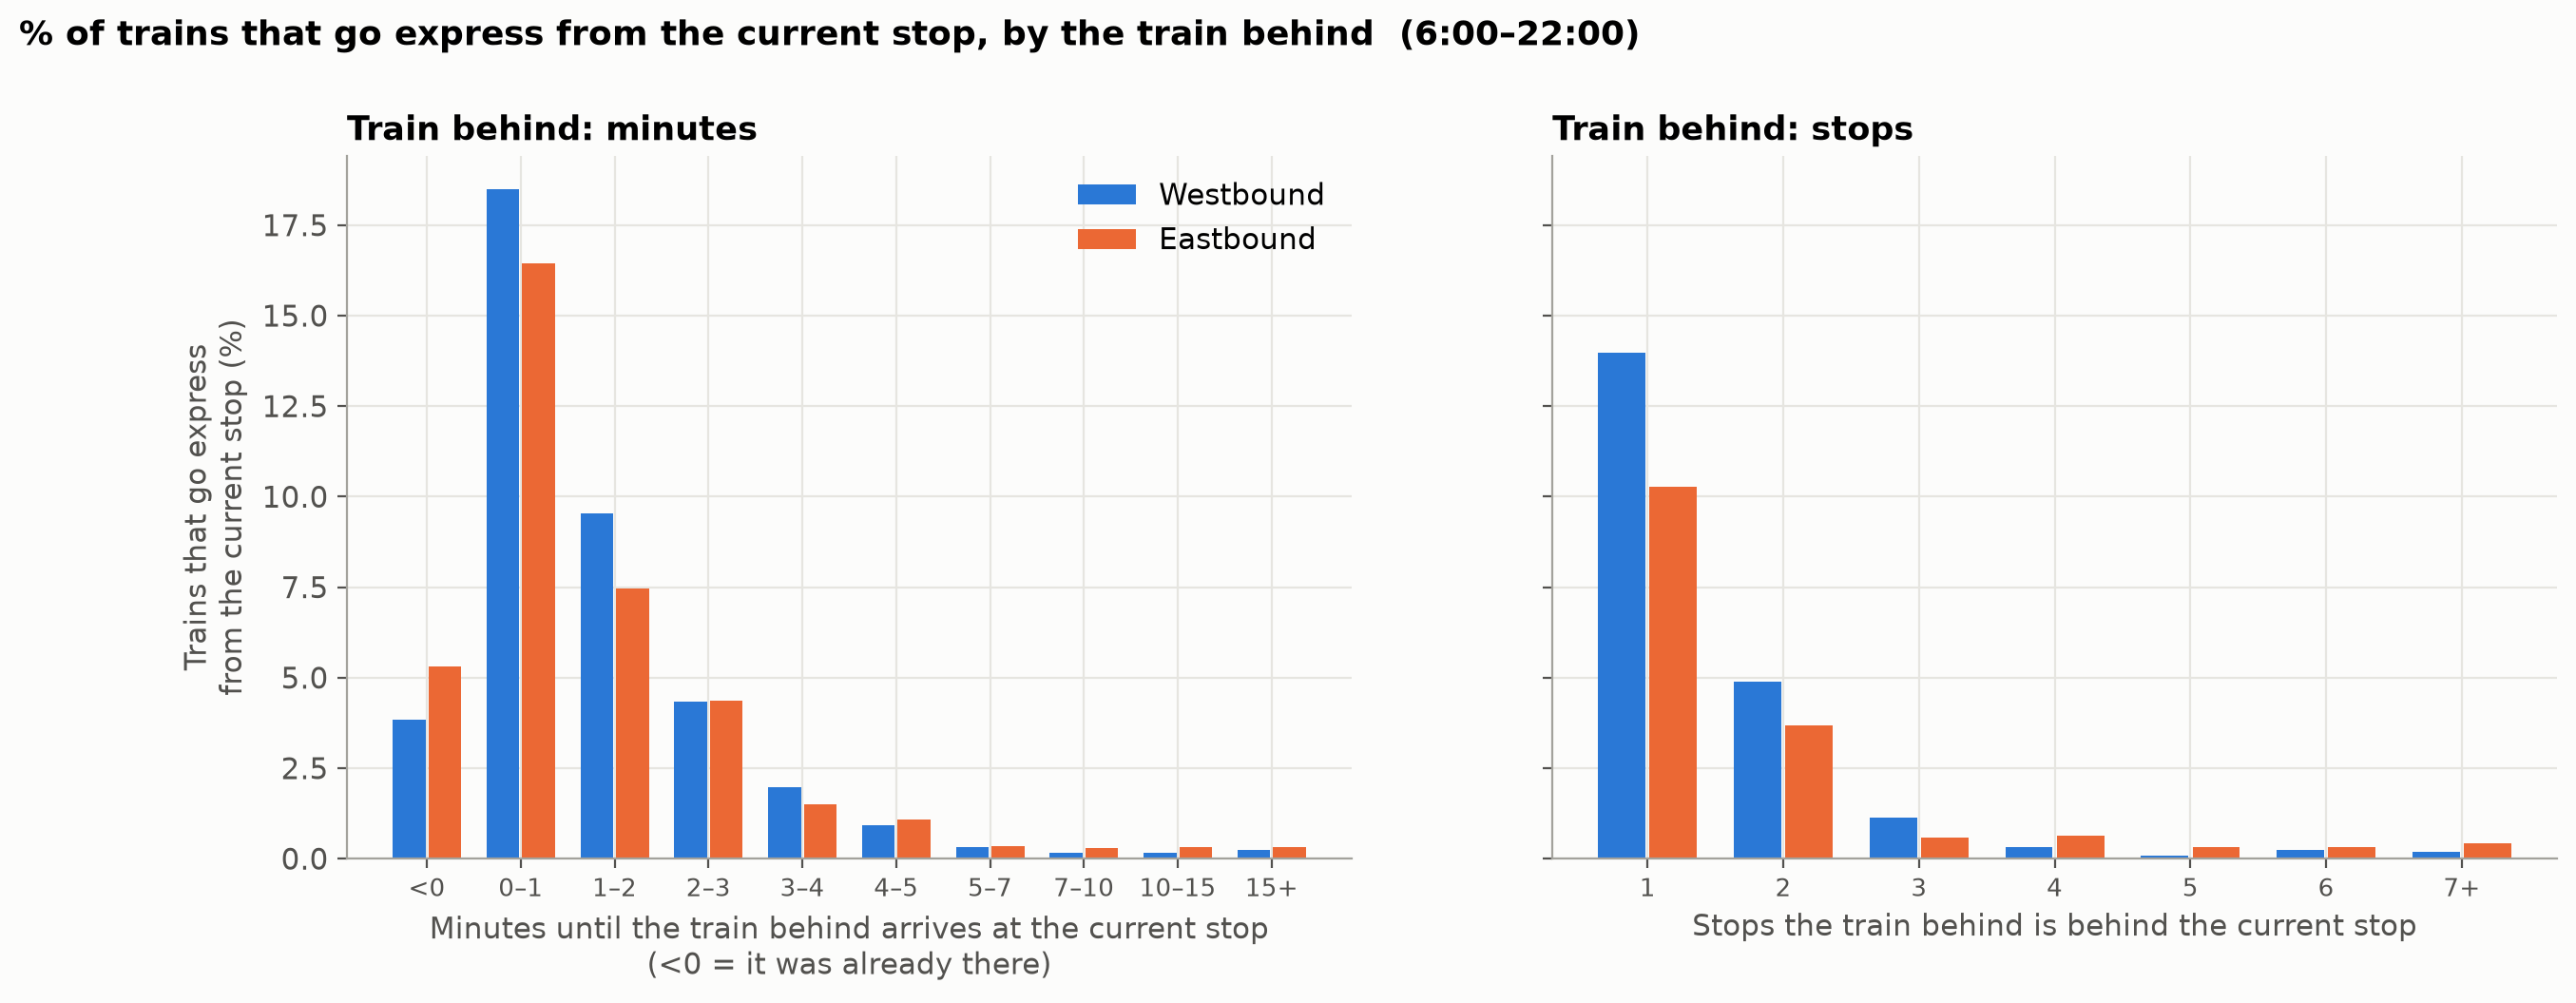 % of trains that go express from the current stop, by the train behind  (6:00–22:00)
Train behind: minutes
Westbound
Eastbound
Trains that go express
from the current stop (%)
17.5
15.0
12.5
10.0
7.5
5.0
2.5
0.0
<0 0–1 1–2 2–3 3–4 4–5 5–7 7–10 10–15 15+
Minutes until the train behind arrives at the current stop
(<0 = it was already there)
Train behind: stops
1 2 3 4 5 6 7+
Stops the train behind is behind the current stop